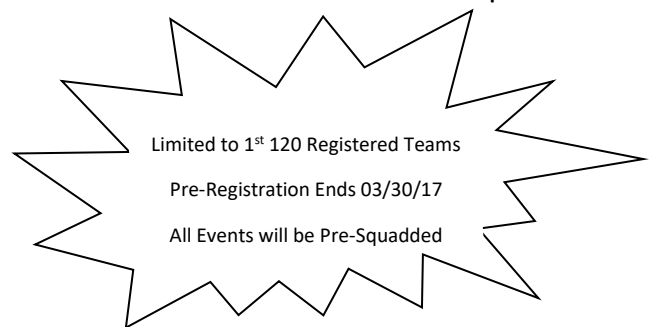 Limited to 1st 120 Registered Teams
Pre-Registration Ends 03/30/17
All Events will be Pre-Squadded